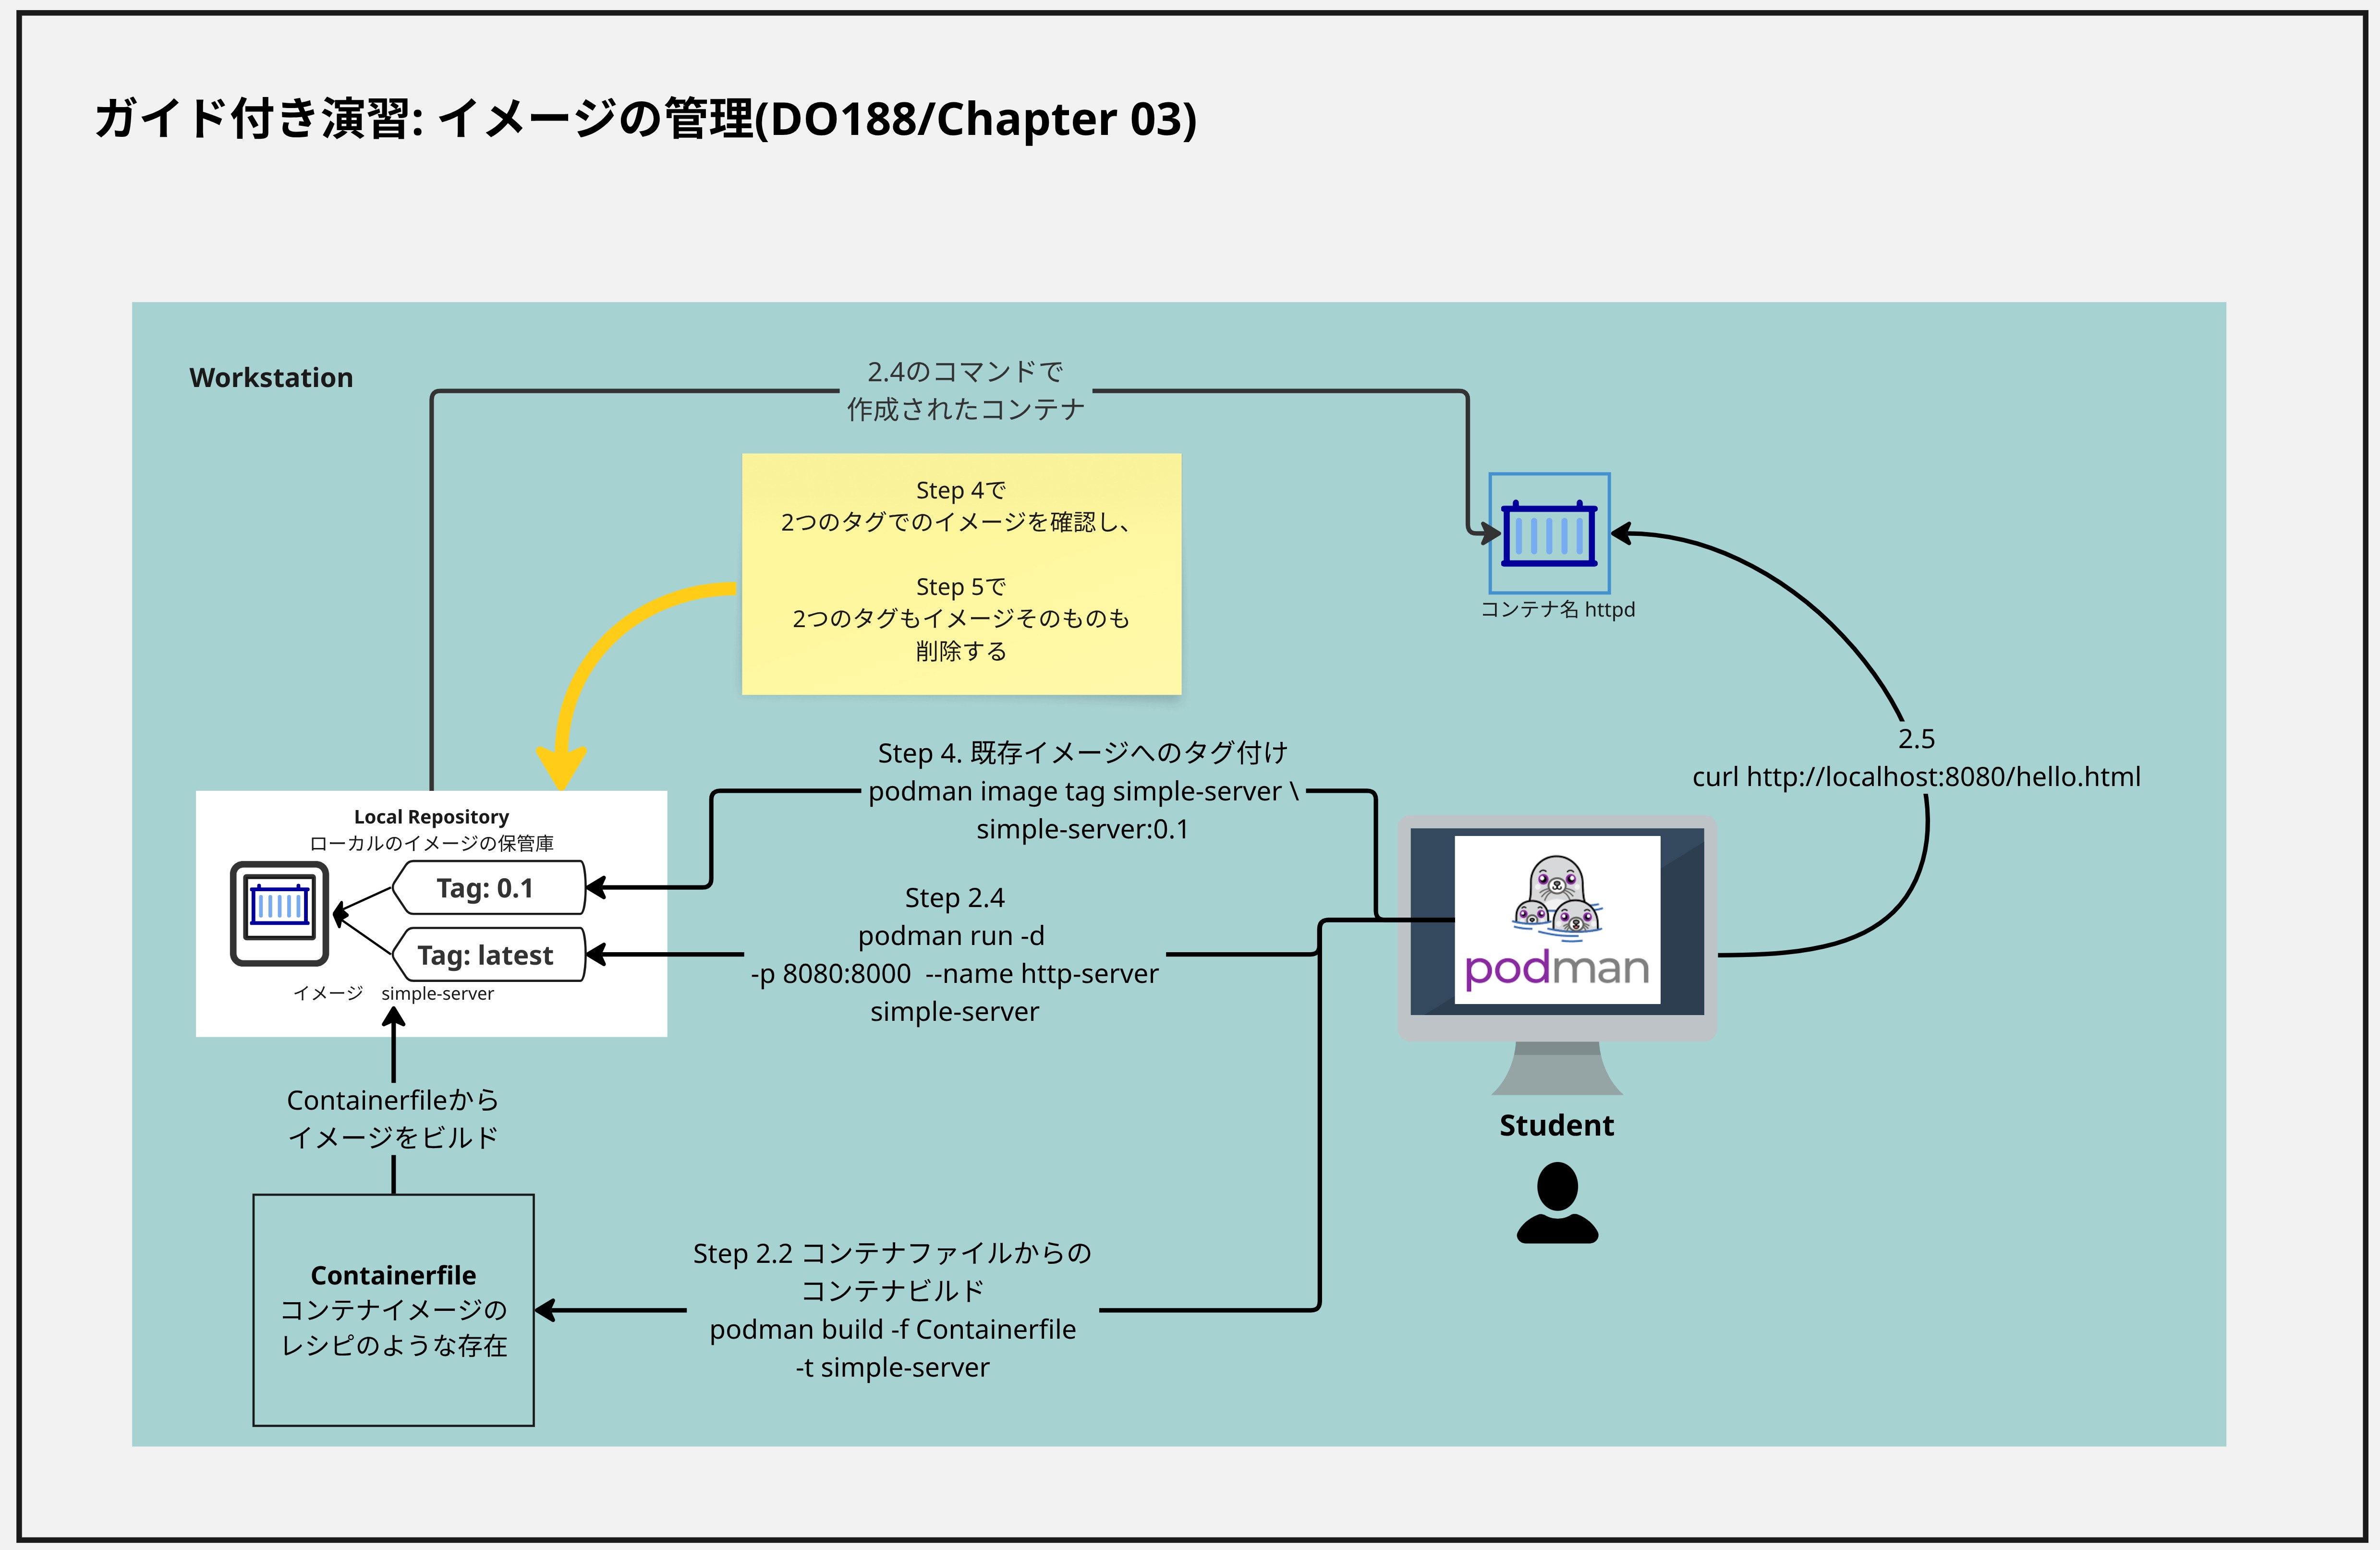 ガイド付き演習: イメージの管理(DO188/Chapter 03)
Workstation
2.4のコマンドで
作成されたコンテナ
Step 4で
2つのタグでのイメージを確認し、
Step 5で
2つのタグもイメージそのものも
削除する
コンテナ名 httpd
2.5
curl http://localhost:8080/hello.html
Step 4. 既存イメージへのタグ付け
podman image tag simple-server \
simple-server:0.1
Local Repository
ローカルのイメージの保管庫
Tag: 0.1
Tag: latest
イメージ simple-server
Step 2.4
podman run -d
-p 8080:8000 --name http-server
simple-server
podman
Student
Containerfileから
イメージをビルド
Containerfile
コンテナイメージの
レシピのような存在
Step 2.2 コンテナファイルからの
コンテナビルド
podman build -f Containerfile
-t simple-server